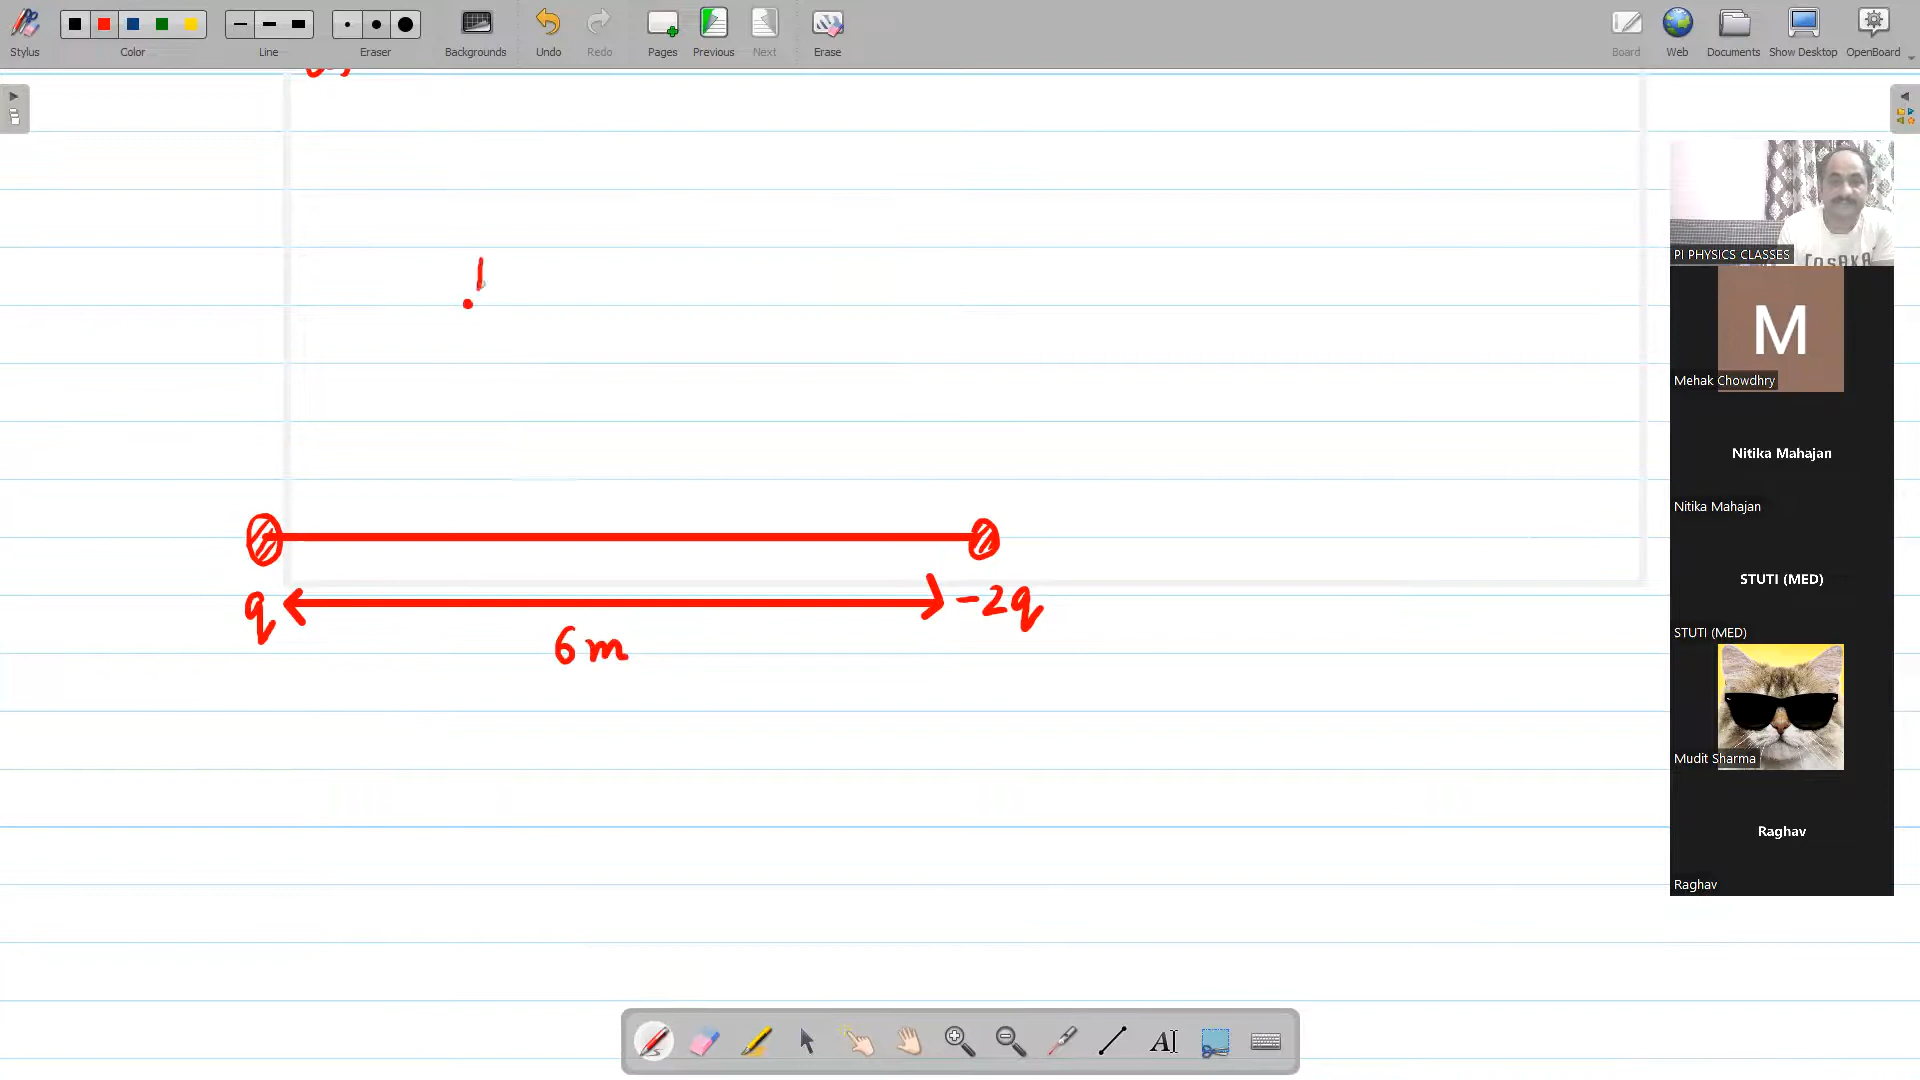 Stylus
Color
Line
Eraser
Backgrounds
Undo
Redo
Pages
Previous
Next
Erase
Board
Web
Documents
Show Desktop
OpenBoard
PI PHYSICS CLASSES
M
Mehak Chowdhry
Nitika Mahajan
Nitika Mahajan
STUTI (MED)
STUTI (MED)
Mudit Sharma
Raghav
Raghav
q
-2q
6 m
AI